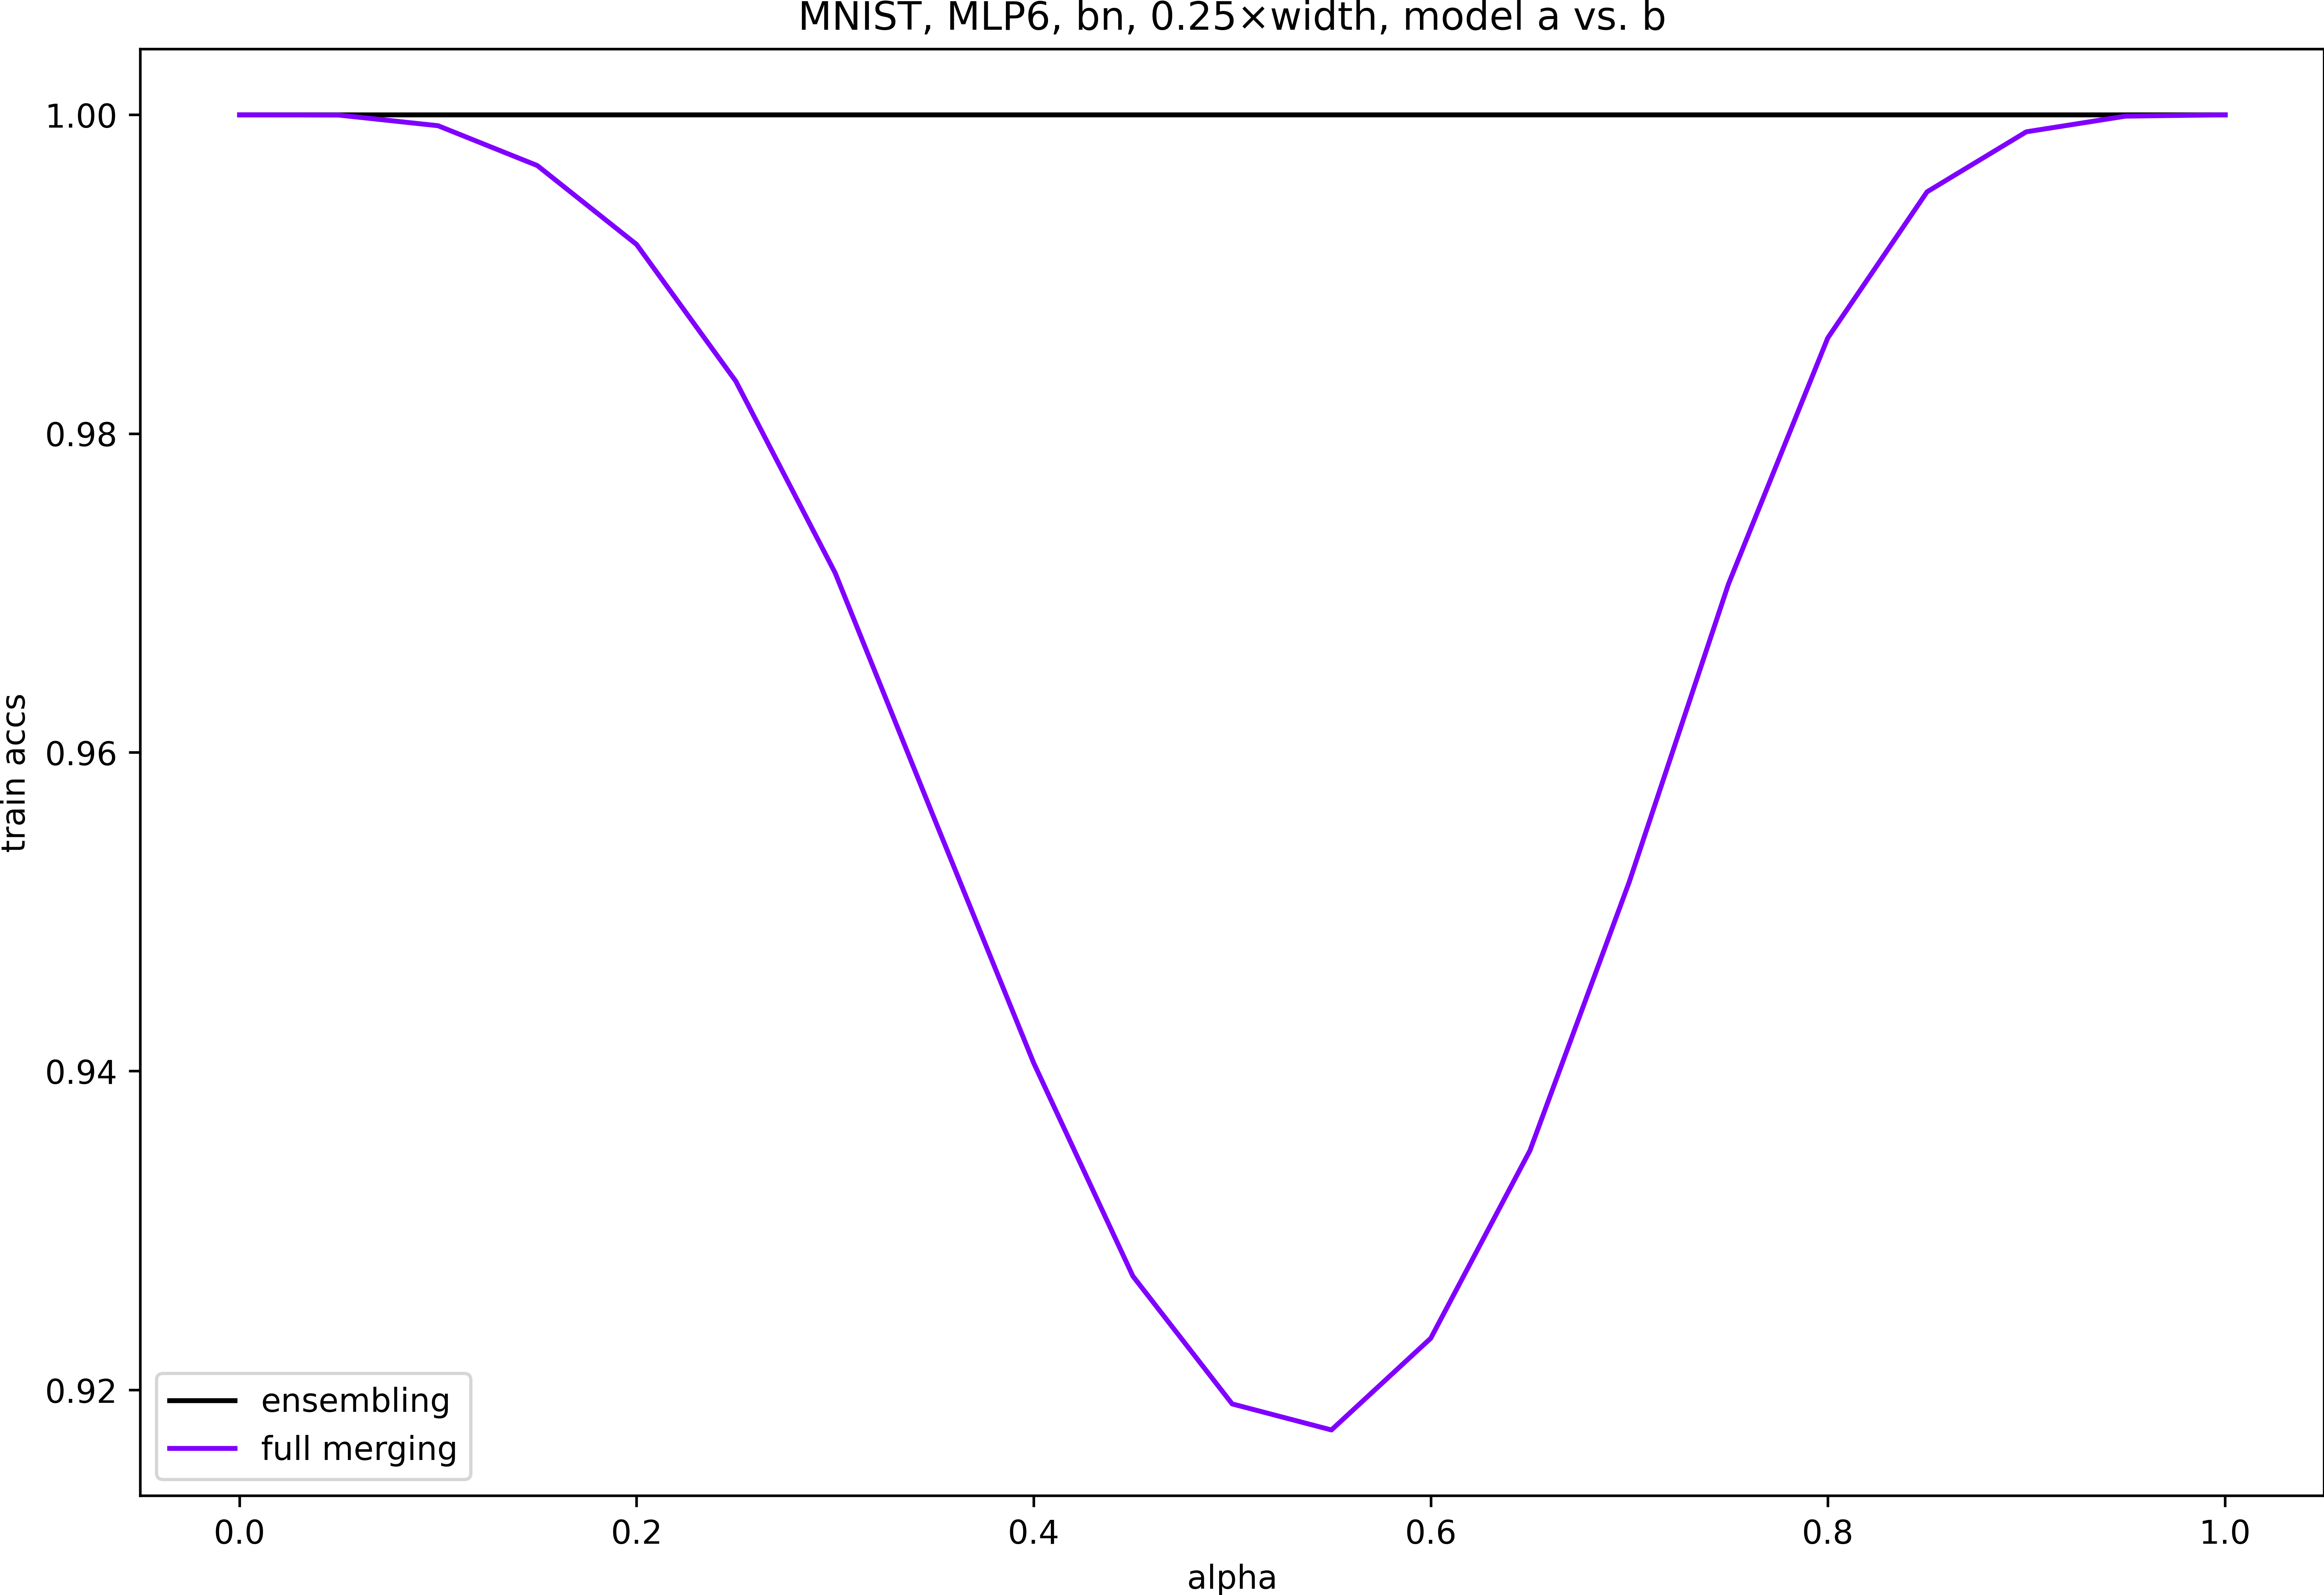 MNIST, MLP6, bn, 0.25×width, model a vs. b
1.00
0.98
0.96
0.94
0.92
train accs
ensembling
full merging
0.0
0.2
0.4
0.6
0.8
1.0
alpha